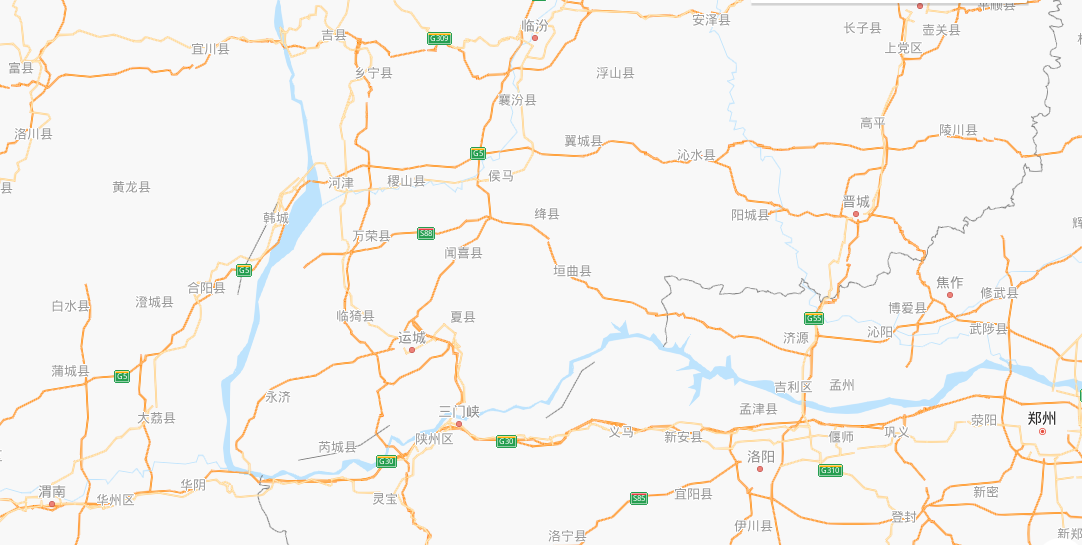 安泽县
平顺县
临汾
长子县
壶关县
吉县
G309
宜川县
上党区
富县
乡宁县
浮山县
襄汾县
高平
陵川县
洛川县
翼城县
G5
沁水县
侯马
河津
稷山县
黄龙县
县
晋城
韩城
绛县
阳城县
万荣县
S88
闻喜县
G5
垣曲县
焦作
合阳县
修武县
白水县
澄城县
博爱县
临猗县
夏县
G55
沁阳
武陟县
运城
济源
蒲城县
G5
吉利区
孟州
永济
三门峡
孟津县
大荔县
荥阳
郑州
陕州区
G30
义马
新安县
偃师
巩义
芮城县
G30
洛阳
G310
渭南
华州区
华阴
灵宝
S85
宜阳县
新密
登封
伊川县
洛宁县
新郑